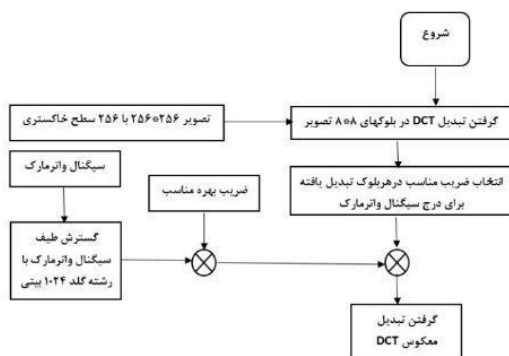 شروع
گرفتن تبدیل DCT در بلوکهای ۸*۸ تصویر
تصویر ۲۵۶*۲۵۶ با ۲۵۶ سطح خاکستری
سیگنال واترمارک
ضریب بهره مناسب
انتخاب ضریب مناسب درهربلوک تبدیل یافته
برای درج سیگنال واترمارک
گسترش طیف
سیگنال واترمارک با
رشته گلد ۱۰۲۴ بیتی
گرفتن تبدیل
معکوس DCT